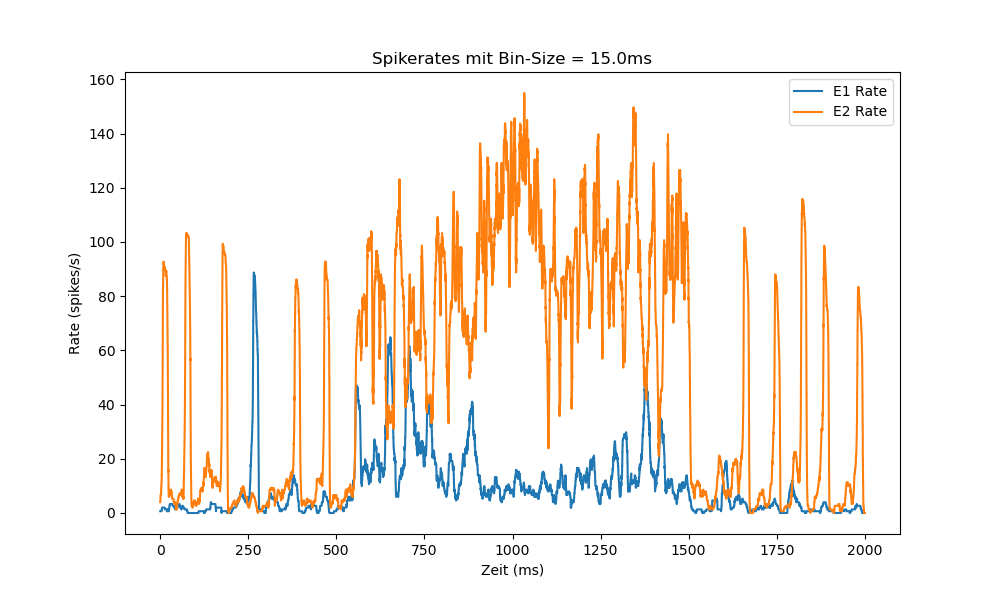 Spikerates mit Bin-Size = 15.0ms
E1 Rate
E2 Rate
160
140
120
100
80
60
40
20
0
Rate (spikes/s)
0 250 500 750 1000 1250 1500 1750 2000
Zeit (ms)